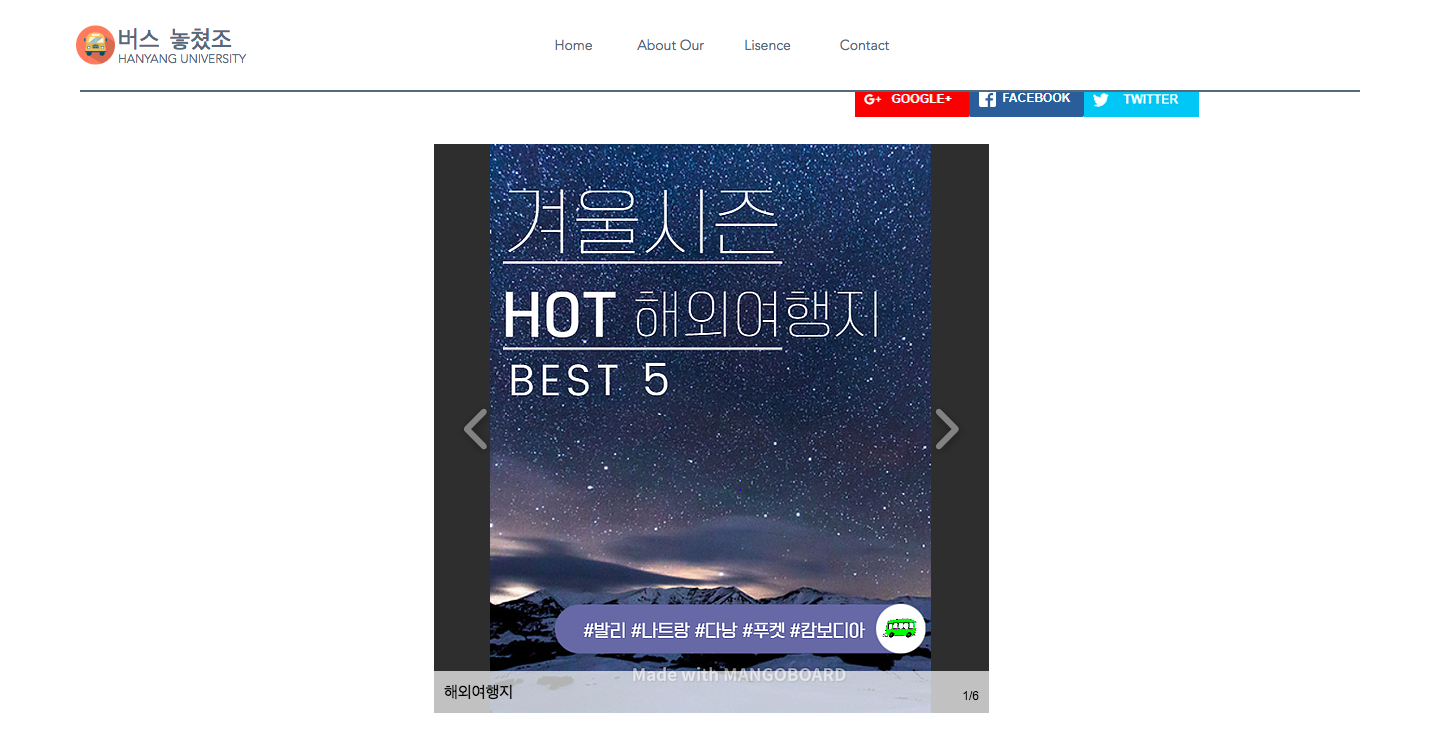 버스 놓쳤조
HANYANG UNIVERSITY
Home About Our Lisence Contact
GOOGLE+ FACEBOOK TWITTER
겨울시즌
HOT 해외여행지
BEST 5
#발리 #나트랑 #다낭 #푸켓 #캄보디아
Made with MANGOBOARD
해외여행지 1/6